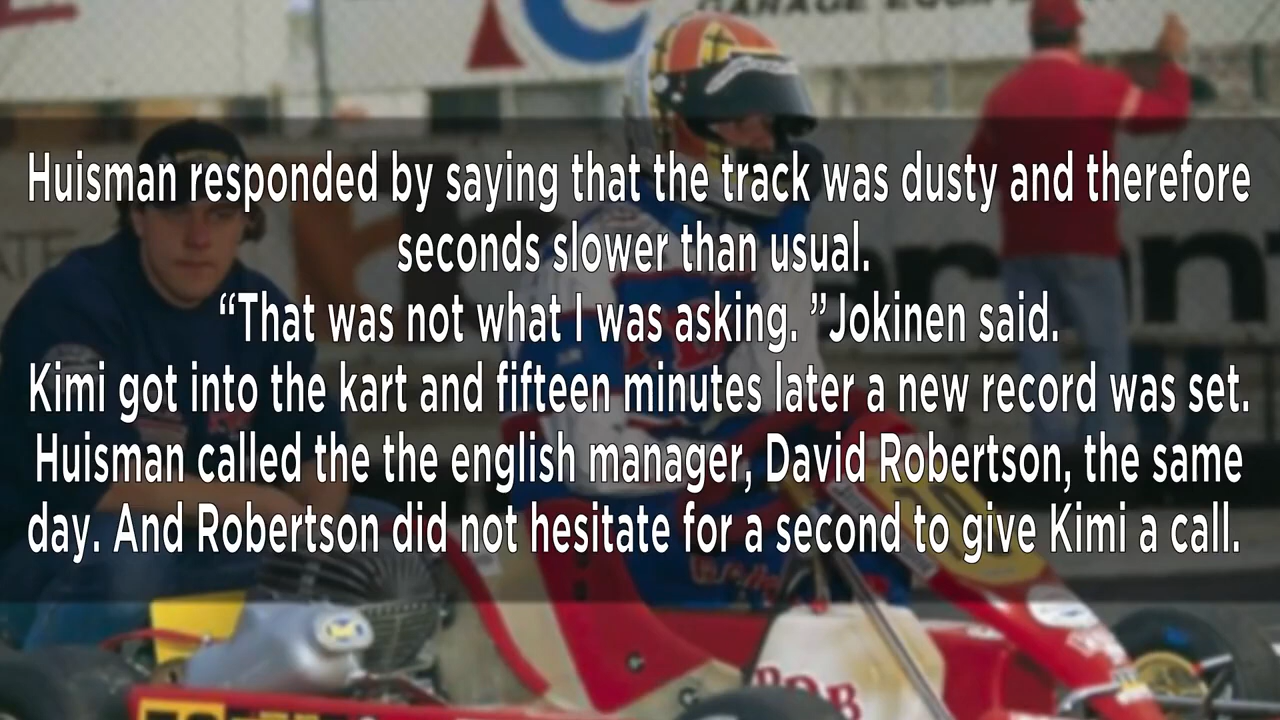 GARAGE EQUIPMENT
Huisman responded by saying that the track was dusty and therefore
seconds slower than usual.
“That was not what I was asking. ”Jokinen said.
Kimi got into the kart and fifteen minutes later a new record was set.
Huisman called the the english manager, David Robertson, the same
day. And Robertson did not hesitate for a second to give Kimi a call.